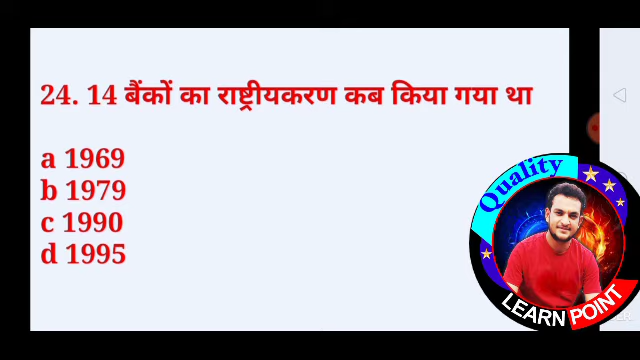 24. 14 बैंकों का राष्ट्रीयकरण कब किया गया था
a 1969
b 1979
c 1990
d 1995
Quality
LEARN POINT